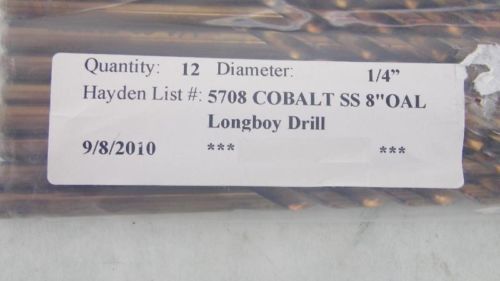 Quantity: 12 Diameter: 1/4”
Hayden List #: 5708 COBALT SS 8"OAL
Longboy Drill
9/8/2010 *** ***